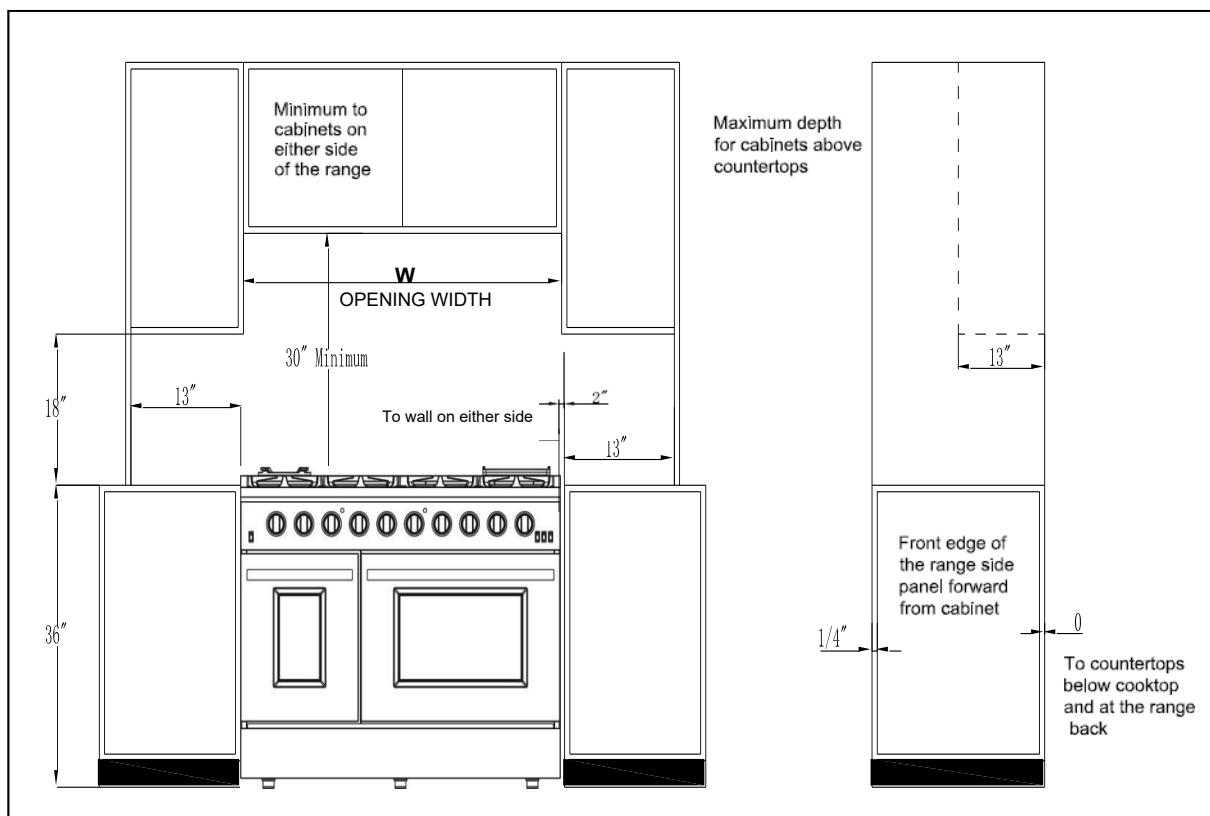 Minimum to
cabinets on
either side
of the range
Maximum depth
for cabinets above
countertops
W
OPENING WIDTH
30" Minimum
18"
13"
To wall on either side
2"
13"
13"
36"
Front edge of
the range side
panel forward
from cabinet
1/4"
0
To countertops
below cooktop
and at the range
back